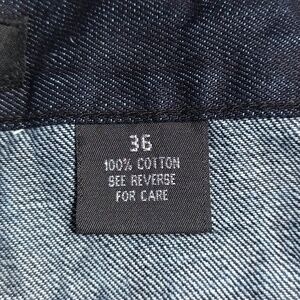 36
100% COTTON
SEE REVERSE
FOR CARE